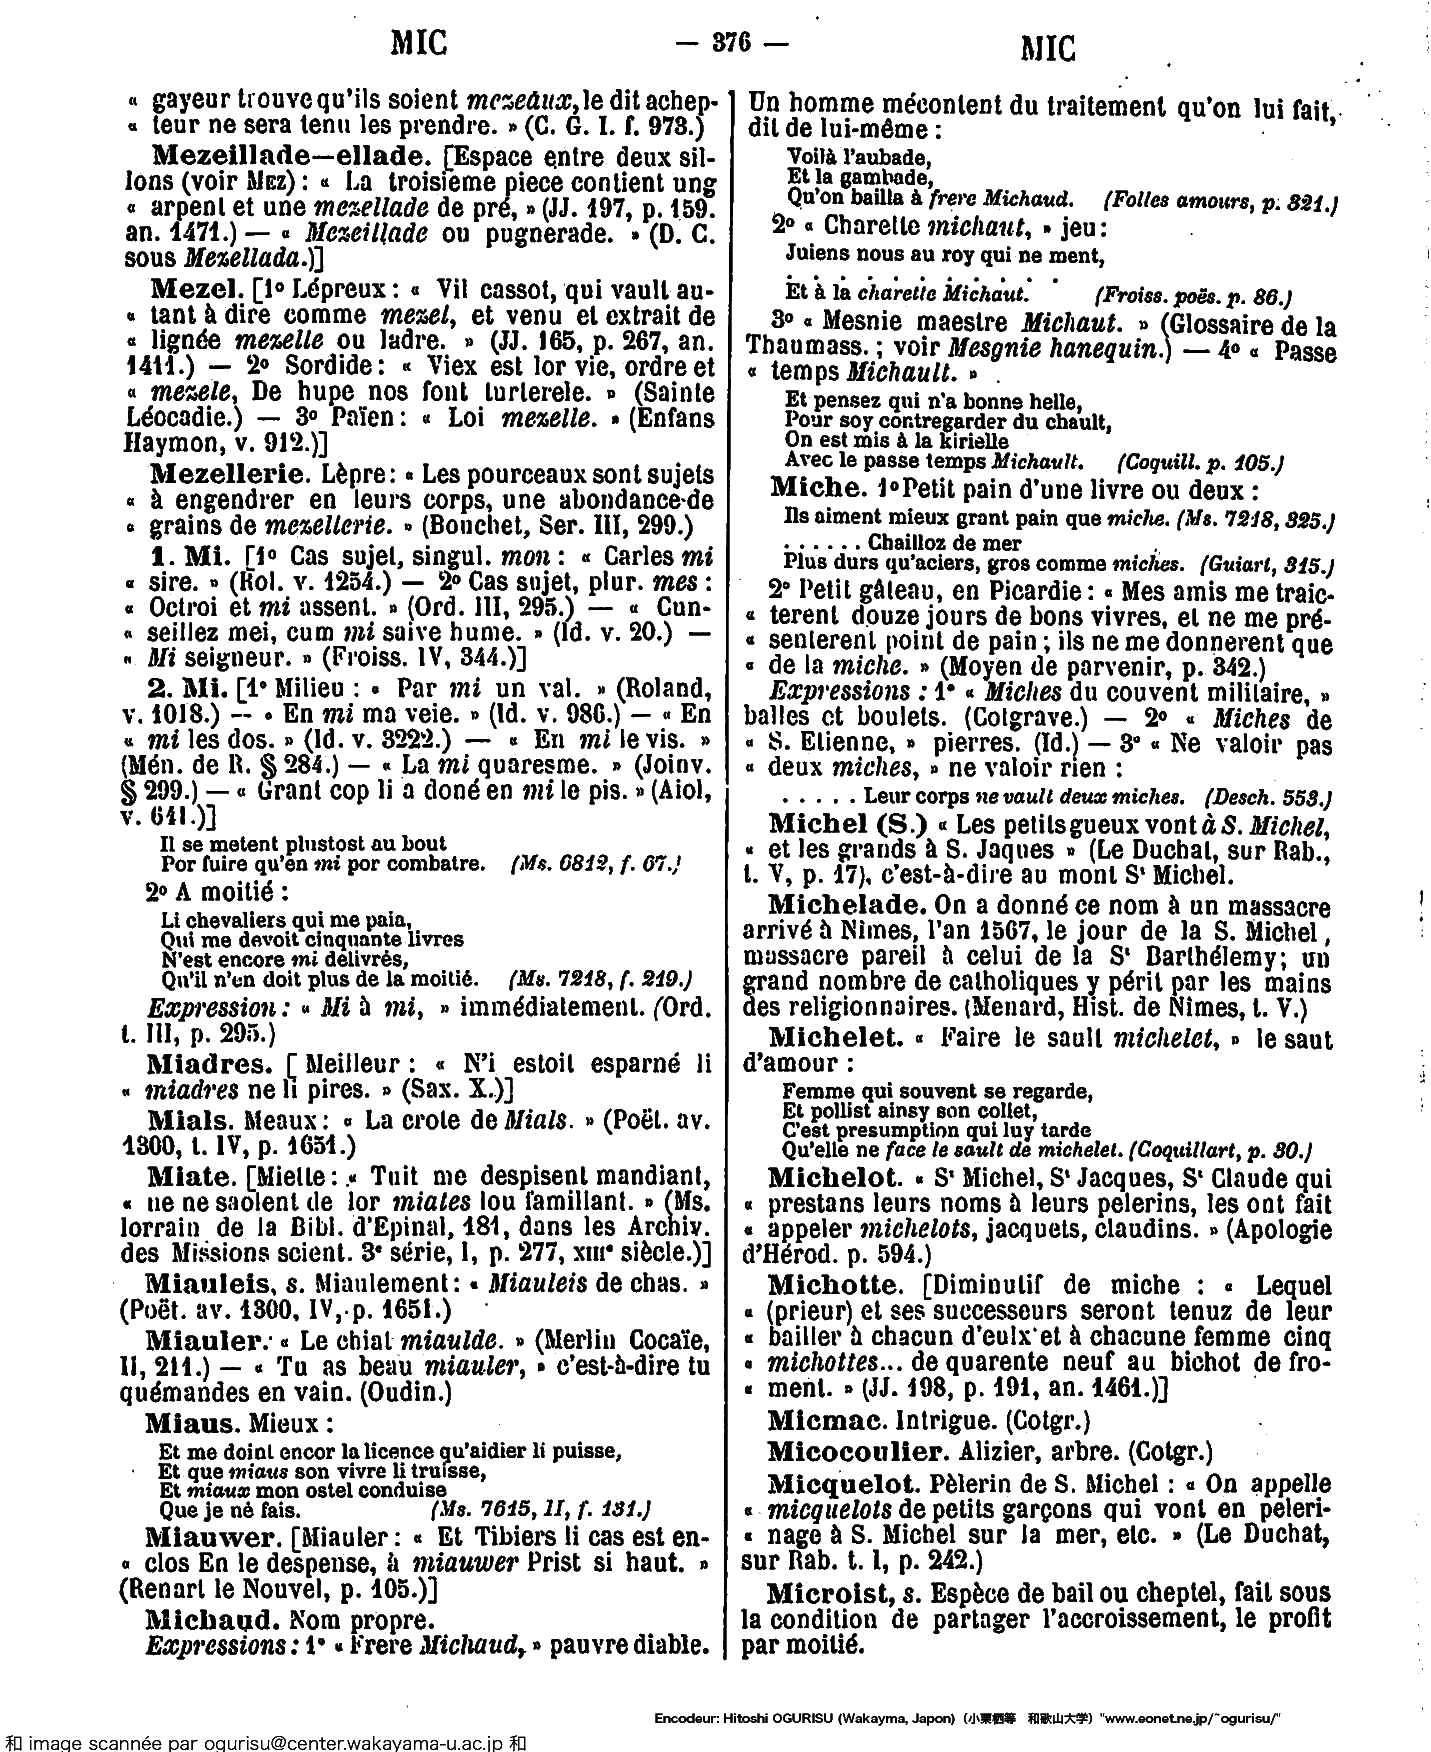 MIC
— 376 —
MIC
« gayeur trouve qu'ils soient mezeaux, le dit achep-
« teur ne sera tenu les prendre. » (C. G. I. f. 973.)
Mezeillade—ellade. [Espace entre deux sil-
lons (voir MEZ) : « La troisieme piece contient ung
« arpent et une mezellade de pré, » (JJ. 197, p. 159.
an. 1471.) — « Mezeillade ou pugnerade. » (D. C.
sous Mezellada.)]
Mezel. [1º Lépreux : « Vil cassot, qui vault au-
« tant à dire comme mezel, et venu et extrait de
« lignée mezelle ou ladre. » (JJ. 165, p. 267, an.
1411.) — 2º Sordide : « Viex est lor vie, ordre et
« mezele, De hupe nos font turterele. » (Sainte
Léocadie.) — 3º Païen : « Loi mezelle. » (Enfans
Haymon, v. 912.)]
Mezellerie. Lèpre : « Les pourceaux sont sujets
« à engendrer en leurs corps, une abondance de
« grains de mezellerie. » (Bouchet, Ser. III, 299.)
1. Mi. [1º Cas sujet, singul. mon : « Carles mi
« sire. » (Rol. v. 1254.) — 2º Cas sujet, plur. mes :
« Octroi et mi assent. » (Ord. III, 295.) — « Cun-
« seillez mei, cum mi saive hume. » (Id. v. 20.) —
« Mi seigneur. » (Froiss. IV, 344.)]
2. Mi. [1º Milieu : « Par mi un val. » (Roland,
v. 1018.) — « En mi ma veie. » (Id. v. 986.) — « En
« mi les dos. » (Id. v. 3222.) — « En mi le vis. »
(Mén. de R. § 284.) — « La mi quaresme. » (Joinv.
§ 299.) — « Grant cop li a doné en mi le pis. » (Aiol,
v. 641.)]
Il se metent plustost au bout
Por fuire qu'en mi por combatre. (Ms. 6812, f. 67.)
2º A moitié :
Li chevaliers qui me paia,
Qui me devoit cinquante livres
N'est encore mi délivrés,
Qu'il n'en doit plus de la moitié. (Ms. 7218, f. 219.)
Expression : « Mi à mi, » immédiatement. (Ord.
t. III, p. 295.)
Miadres. [Meilleur : « N'i estoit esparné li
« miadres ne li pires. » (Sax. X.)]
Mials. Meaux : « La crote de Mials. » (Poët. av.
1300, t. IV, p. 1651.)
Miate. [Miette : « Tuit me despisent mandiant,
« ne ne saolent de lor miates lou familiant. » (Ms.
lorrain de la Bibl. d'Epinal, 181, dans les Archiv.
des Missions scient. 3e série, I, p. 277, XIIIe siècle.)]
Miauleis, s. Miaulement : « Miauleis de chas. »
(Poët. av. 1300, IV, p. 1651.)
Miauler. « Le chiat miaulde. » (Merlin Cocaïe,
II, 211.) — « Tu as beau miauler, » c'est-à-dire tu
quémandes en vain. (Oudin.)
Miaus. Mieux :
Et me doint encor la licence qu'aidier li puisse,
Et que miaus son vivre li truisse,
Et miaux mon ostel conduise
Que je né fais. (Ms. 7615, II, f. 131.)
Miauwer. [Miauler : « Et Tibiers li cas est en-
« clos En le despense, à miauwer Prist si haut. »
(Renart le Nouvel, p. 105.)]
Michaud. Nom propre.
Expressions : 1º « Frere Michaud, » pauvre diable.
Un homme mécontent du traitement qu'on lui fait,
dit de lui-même :
Voilà l'aubade,
Et la gambade,
Qu'on bailla à frere Michaud. (Folles amours, p. 321.)
2º « Charette michaut, » jeu :
Juiens nous au roy qui ne ment,
. . . . . . . . . . .
Et à la charette Michaut. (Froiss. poës. p. 86.)
3º « Mesnie maestre Michaut. » (Glossaire de la
Thaumass. ; voir Mesgnie hanequin.) — 4º « Passe
« temps Michault. »
Et pensez qui n'a bonne helle,
Pour soy contregarder du chault,
On est mis à la kirielle
Avec le passe temps Michault. (Coquill. p. 105.)
Miche. 1º Petit pain d'une livre ou deux :
Ils aiment mieux grant pain que miche. (Ms. 7218, 325.)
. . . . . . Chailloz de mer
Plus durs qu'aciers, gros comme miches. (Guiart, 315.)
2º Petit gâteau, en Picardie : « Mes amis me traic-
« terent douze jours de bons vivres, et ne me pré-
« senterent point de pain ; ils ne me donnerent que
« de la miche. » (Moyen de parvenir, p. 342.)
Expressions : 1º « Miches du couvent militaire, »
balles et boulets. (Cotgrave.) — 2º « Miches de
« S. Etienne, » pierres. (Id.) — 3º « Ne valoir pas
« deux miches, » ne valoir rien :
. . . . . Leur corps ne vault deux miches. (Desch. 553.)
Michel (S.) « Les petits gueux vont à S. Michel,
« et les grands à S. Jaques » (Le Duchat, sur Rab.,
t. V, p. 17), c'est-à-dire au mont St Michel.
Michelade. On a donné ce nom à un massacre
arrivé à Nimes, l'an 1567, le jour de la S. Michel,
massacre pareil à celui de la St Barthélemy ; un
grand nombre de catholiques y périt par les mains
des religionnaires. (Menard, Hist. de Nimes, t. V.)
Michelet. « Faire le sault michelet, » le saut
d'amour :
Femme qui souvent se regarde,
Et pollist ainsy son collet,
C'est presumption qui luy tarde
Qu'elle ne face le sault de michelet. (Coquillart, p. 30.)
Michelot. « St Michel, St Jacques, St Claude qui
« prestans leurs noms à leurs pelerins, les ont fait
« appeler michelots, jacquets, claudins. » (Apologie
d'Hérod. p. 594.)
Michotte. [Diminutif de miche : « Lequel
« (prieur) et ses successeurs seront tenuz de leur
« bailler à chacun d'eulx et à chacune femme cinq
« michottes... de quarente neuf au bichot de fro-
« ment. » (JJ. 198, p. 191, an. 1461.)]
Micmac. Intrigue. (Cotgr.)
Micocoulier. Alizier, arbre. (Cotgr.)
Micquelot. Pèlerin de S. Michel : « On appelle
« micquelots de petits garçons qui vont en peleri-
« nage à S. Michel sur la mer, etc. » (Le Duchat,
sur Rab. t. I, p. 242.)
Microist, s. Espèce de bail ou cheptel, fait sous
la condition de partager l'accroissement, le profit
par moitié.
Encodeur: Hitoshi OGURISU (Wakayma, Japon) (小栗栖等 和歌山大学) "www.eonet.ne.jp/~ogurisu/"
和 image scannée par ogurisu@center.wakayama-u.ac.jp 和